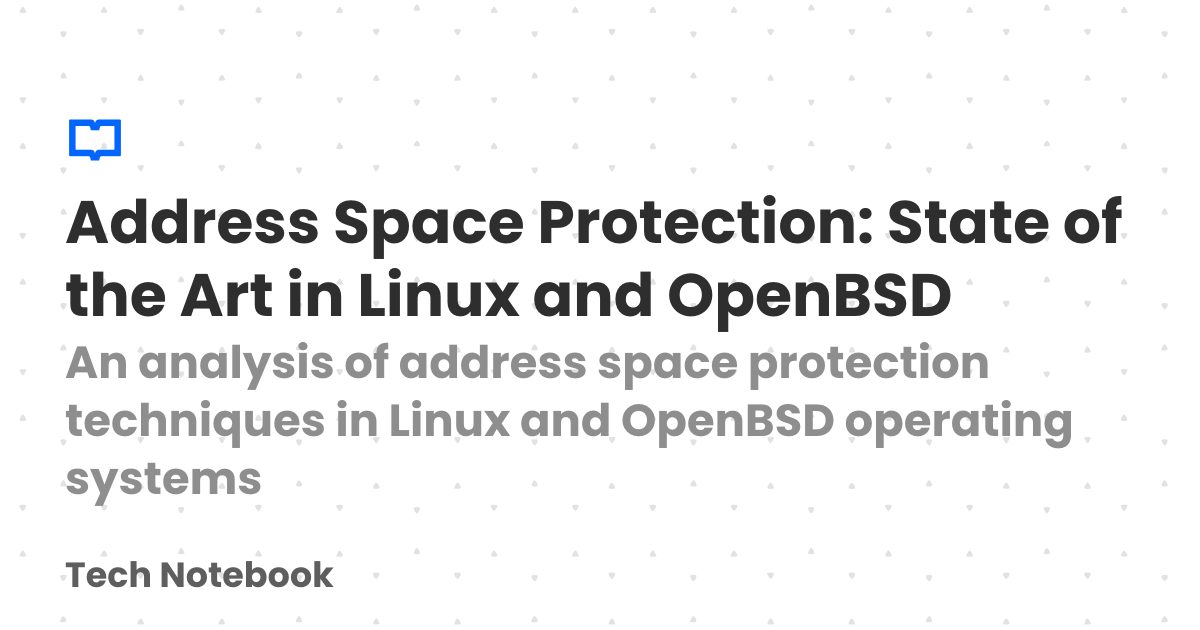 Address Space Protection: State of
the Art in Linux and OpenBSD
An analysis of address space protection
techniques in Linux and OpenBSD operating
systems
Tech Notebook